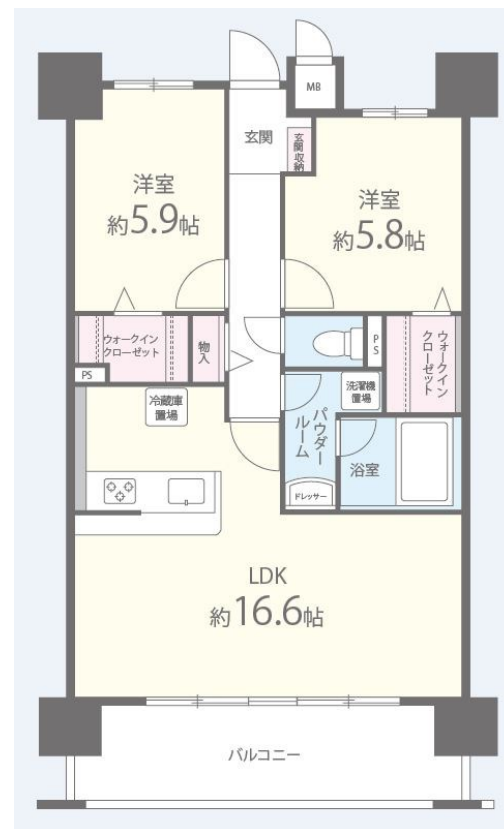 MB
玄関
玄関収納
洋室
約5.9帖
洋室
約5.8帖
ウォークイン
クローゼット
物入
PS
PS
ウォークイン
クローゼット
冷蔵庫
置場
洗濯機
置場
パウダー
ルーム
浴室
ドレッサー
LDK
約16.6帖
バルコニー